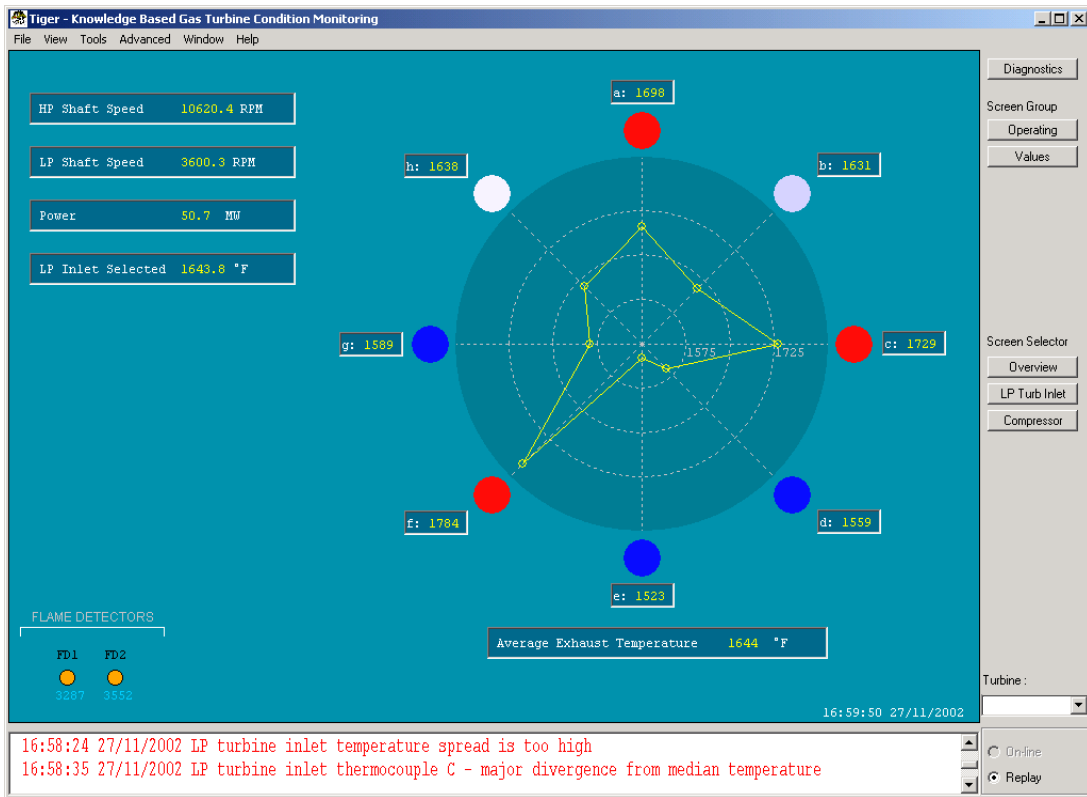 Tiger - Knowledge Based Gas Turbine Condition Monitoring
File View Tools Advanced Window Help
HP Shaft Speed 10620.4 RPM
LP Shaft Speed 3600.3 RPM
Power 50.7 MW
LP Inlet Selected 1643.8 °F
a: 1698
b: 1631
h: 1638
g: 1589
c: 1729
1575
1725
f: 1784
d: 1559
e: 1523
Average Exhaust Temperature 1644 °F
FLAME DETECTORS
FD1 FD2
3287 3552
16:59:50 27/11/2002
Diagnostics
Screen Group
Operating
Values
Screen Selector
Overview
LP Turb Inlet
Compressor
Turbine :
16:58:24 27/11/2002 LP turbine inlet temperature spread is too high
16:58:35 27/11/2002 LP turbine inlet thermocouple C - major divergence from median temperature
On-line
Replay